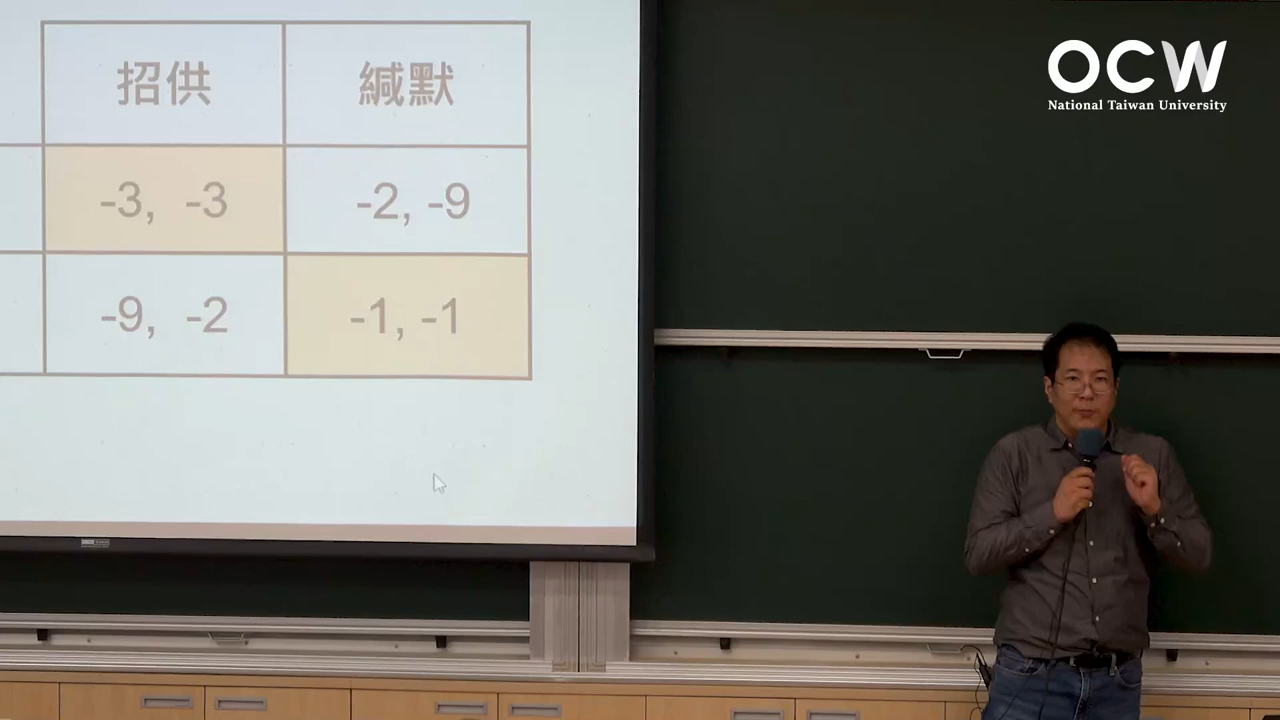 招供 緘默
-3, -3 -2, -9
-9, -2 -1, -1
OCW
National Taiwan University